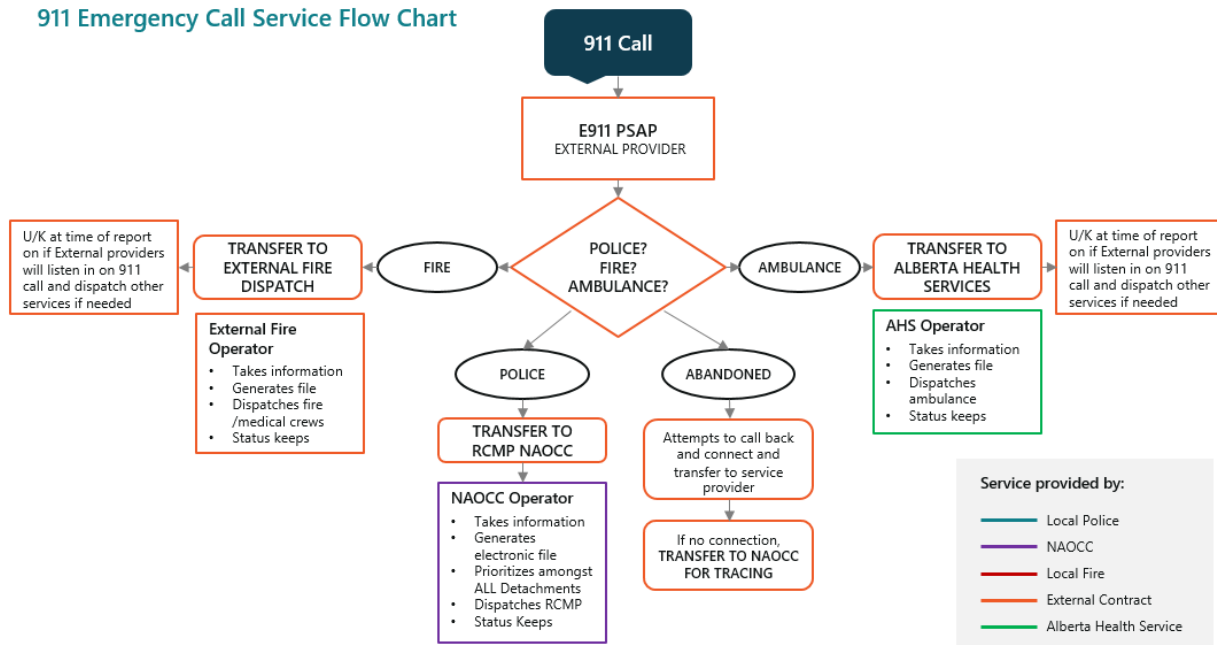 911 Emergency Call Service Flow Chart
911 Call
E911 PSAP
EXTERNAL PROVIDER
POLICE?
FIRE?
AMBULANCE?
FIRE
TRANSFER TO
EXTERNAL FIRE
DISPATCH
U/K at time of report
on if External providers
will listen in on 911
call and dispatch other
services if needed
External Fire
Operator
• Takes information
• Generates file
• Dispatches fire
/medical crews
• Status keeps
AMBULANCE
TRANSFER TO
ALBERTA HEALTH
SERVICES
U/K at time of report
on if External providers
will listen in on 911
call and dispatch other
services if needed
AHS Operator
• Takes information
• Generates file
• Dispatches
ambulance
• Status keeps
POLICE
TRANSFER TO
RCMP NAOCC
NAOCC Operator
• Takes information
• Generates
electronic file
• Prioritizes amongst
ALL Detachments
• Dispatches RCMP
• Status Keeps
ABANDONED
Attempts to call back
and connect and
transfer to service
provider
If no connection,
TRANSFER TO NAOCC
FOR TRACING
Service provided by:
Local Police
NAOCC
Local Fire
External Contract
Alberta Health Service